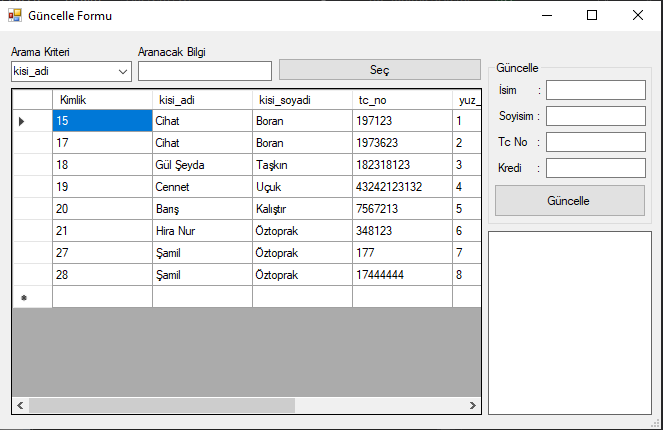 Güncelle Formu
Arama Kriteri Aranacak Bilgi
kisi_adi Seç
Kimlik kisi_adi kisi_soyadi tc_no yuz_
15 Cihat Boran 197123 1
17 Cihat Boran 1973623 2
18 Gül Şeyda Taşkın 182318123 3
19 Cennet Uçuk 43242123132 4
20 Barış Kalıştır 7567213 5
21 Hira Nur Öztoprak 348123 6
27 Şamil Öztoprak 177 7
28 Şamil Öztoprak 17444444 8
Güncelle
İsim :
Soyisim :
Tc No :
Kredi :
Güncelle